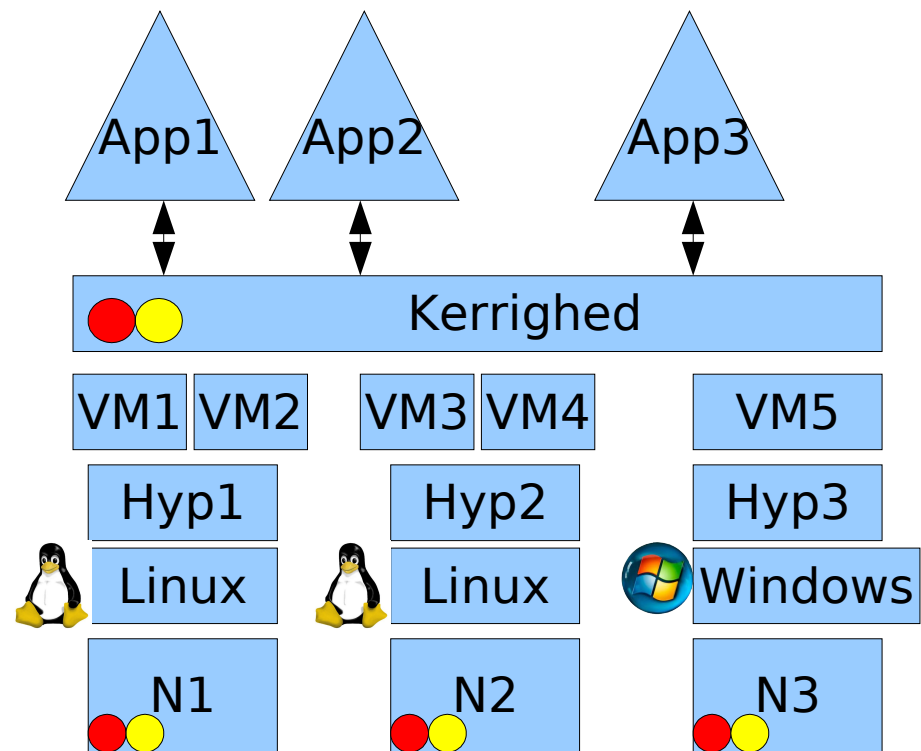 App1 App2 App3
Kerrighed
VM1 VM2 VM3 VM4 VM5
Hyp1 Hyp2 Hyp3
Linux Linux Windows
N1 N2 N3